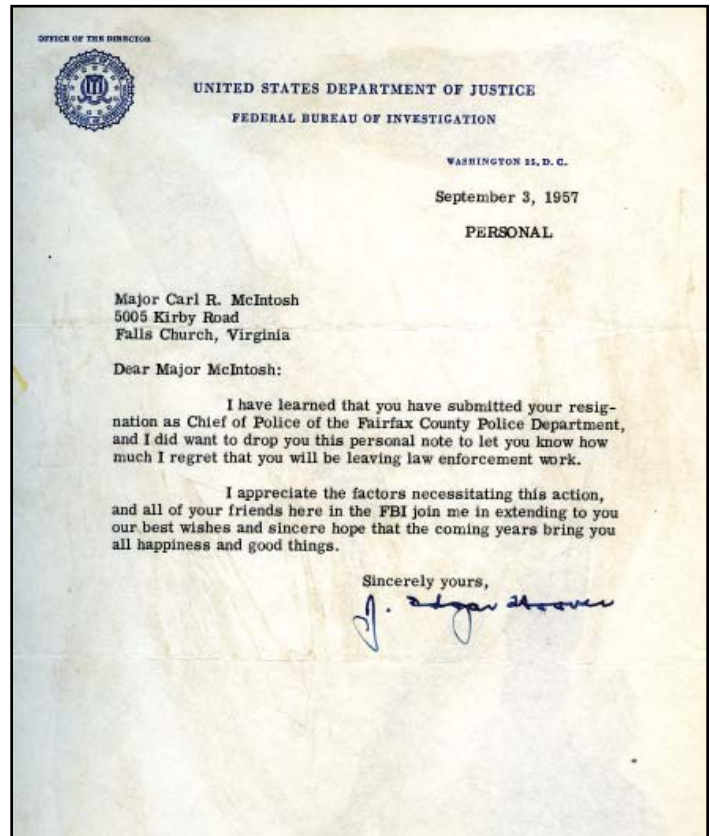 OFFICE OF THE DIRECTOR
UNITED STATES DEPARTMENT OF JUSTICE
FEDERAL BUREAU OF INVESTIGATION
WASHINGTON 25, D. C.
September 3, 1957
PERSONAL
Major Carl R. McIntosh
5005 Kirby Road
Falls Church, Virginia
Dear Major McIntosh:
I have learned that you have submitted your resig-
nation as Chief of Police of the Fairfax County Police Department,
and I did want to drop you this personal note to let you know how
much I regret that you will be leaving law enforcement work.
I appreciate the factors necessitating this action,
and all of your friends here in the FBI join me in extending to you
our best wishes and sincere hope that the coming years bring you
all happiness and good things.
Sincerely yours,
J. Edgar Hoover